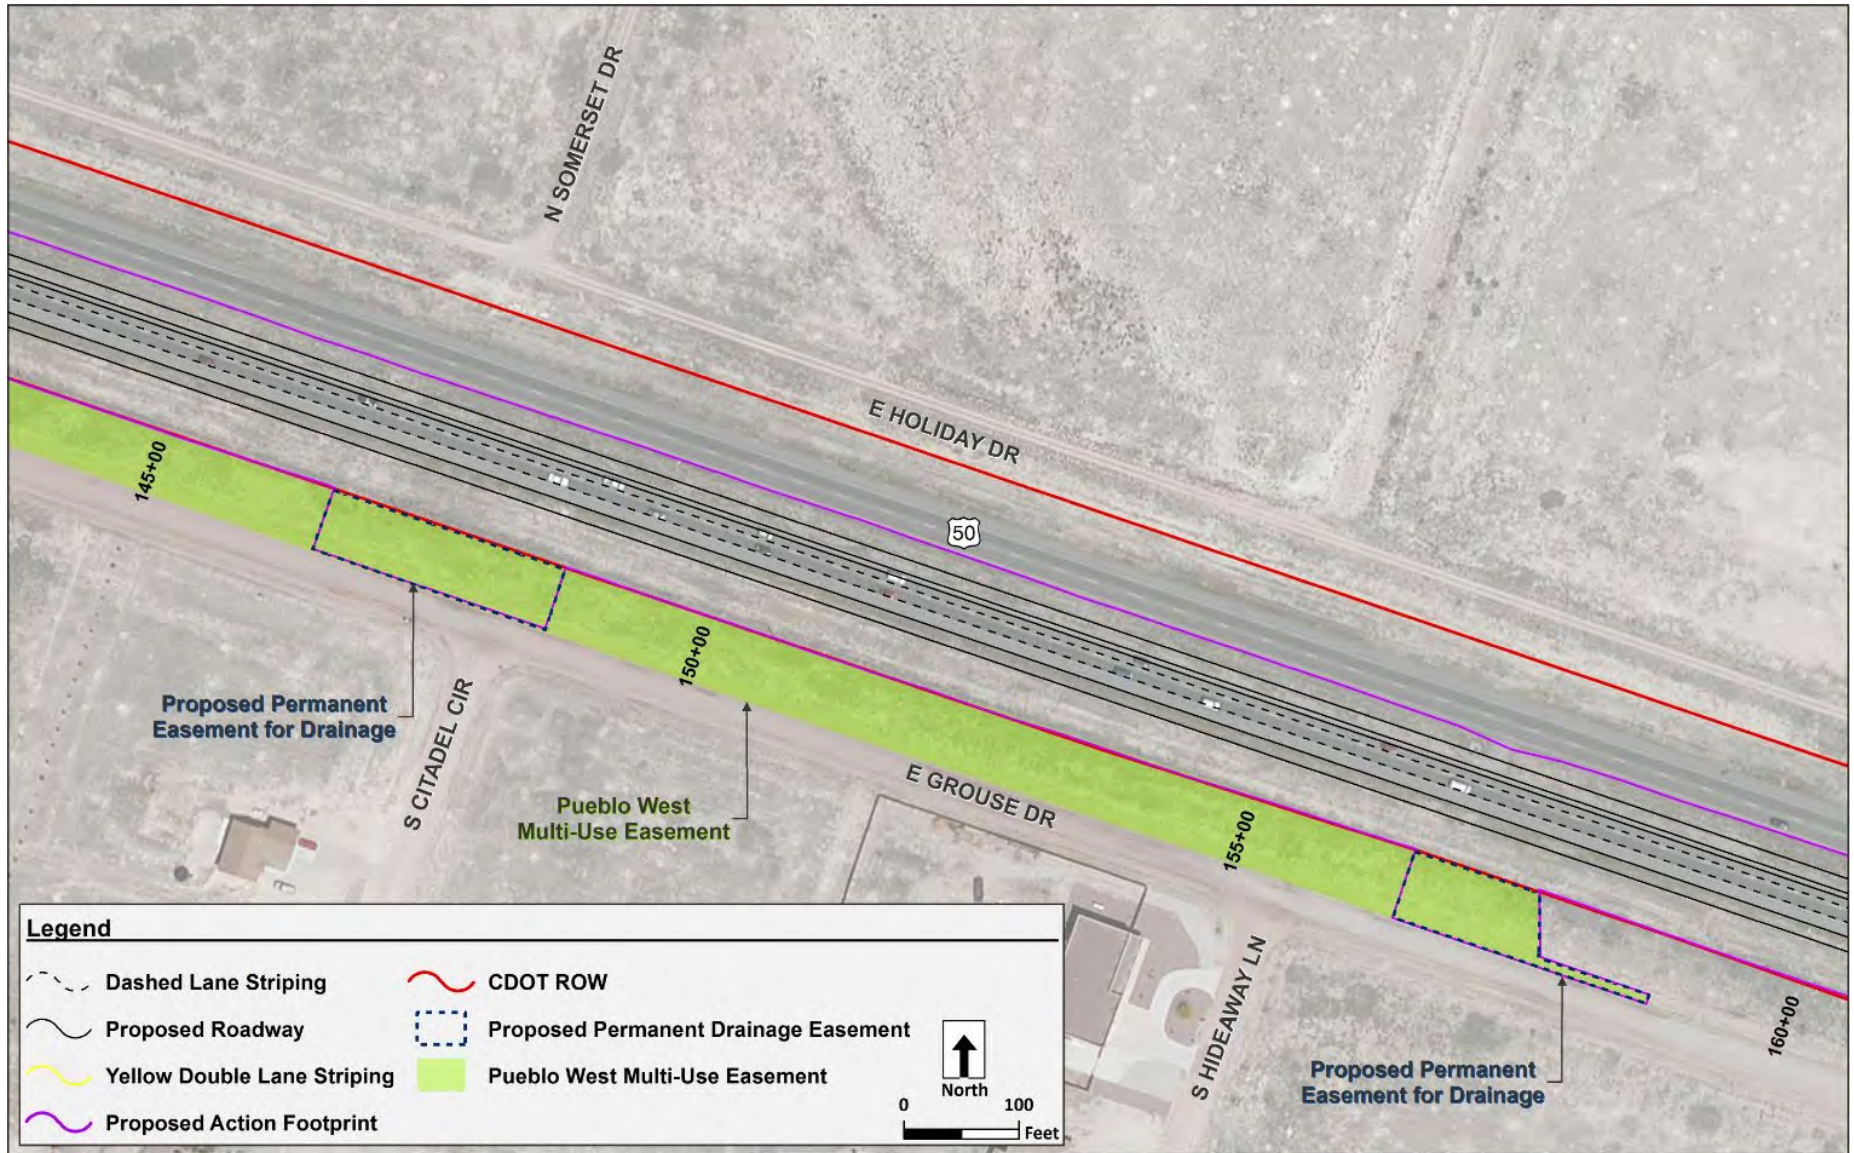 N SOMERSET DR
E HOLIDAY DR
50
145+00
150+00
Proposed Permanent
Easement for Drainage
S CITADEL CIR
Pueblo West
Multi-Use Easement
E GROUSE DR
155+00
S HIDEAWAY LN
160+00
Proposed Permanent
Easement for Drainage
Legend
Dashed Lane Striping
Proposed Roadway
Yellow Double Lane Striping
Proposed Action Footprint
CDOT ROW
Proposed Permanent Drainage Easement
Pueblo West Multi-Use Easement
North
0 100
Feet